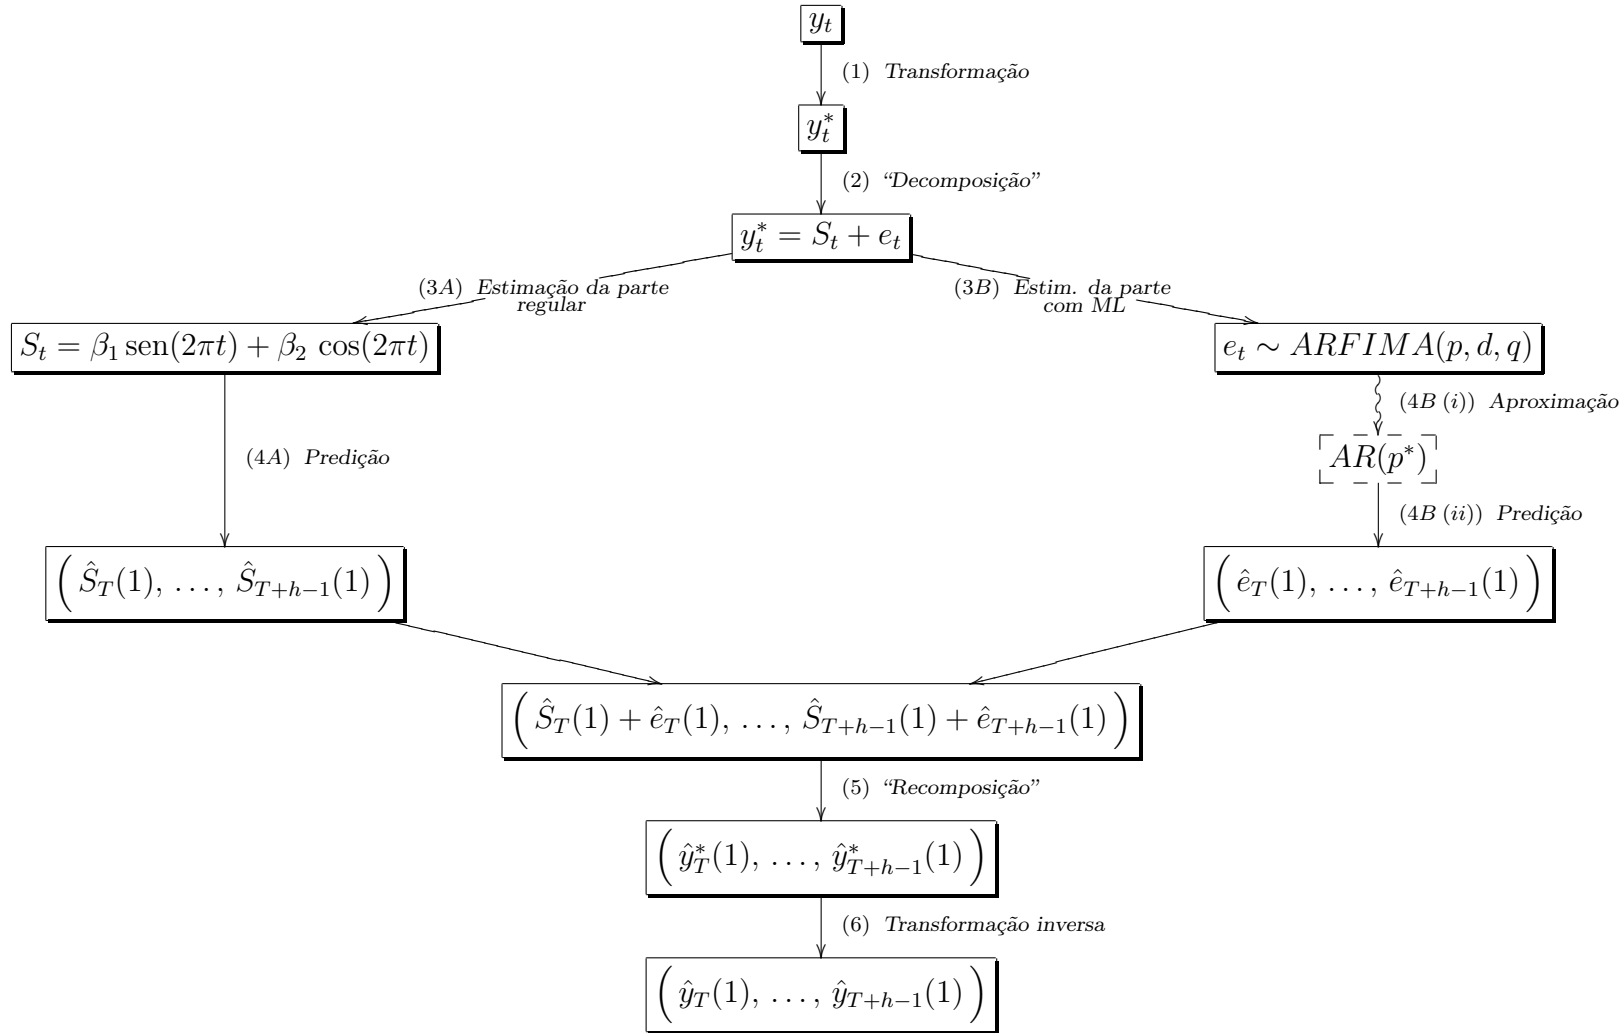 y_t
(1) Transformação
y_t^*
(2) “Decomposição”
y_t^* = S_t + e_t
(3A) Estimação da parte
regular
(3B) Estim. da parte
com ML
S_t = β_1 sen(2πt) + β_2 cos(2πt)
e_t ∼ ARFIMA(p, d, q)
(4B (i)) Aproximação
(4A) Predição
AR(p^*)
(4B (ii)) Predição
( Ŝ_T(1), …, Ŝ_{T+h−1}(1) )
( ê_T(1), …, ê_{T+h−1}(1) )
( Ŝ_T(1) + ê_T(1), …, Ŝ_{T+h−1}(1) + ê_{T+h−1}(1) )
(5) “Recomposição”
( ŷ_T^*(1), …, ŷ_{T+h−1}^*(1) )
(6) Transformação inversa
( ŷ_T(1), …, ŷ_{T+h−1}(1) )